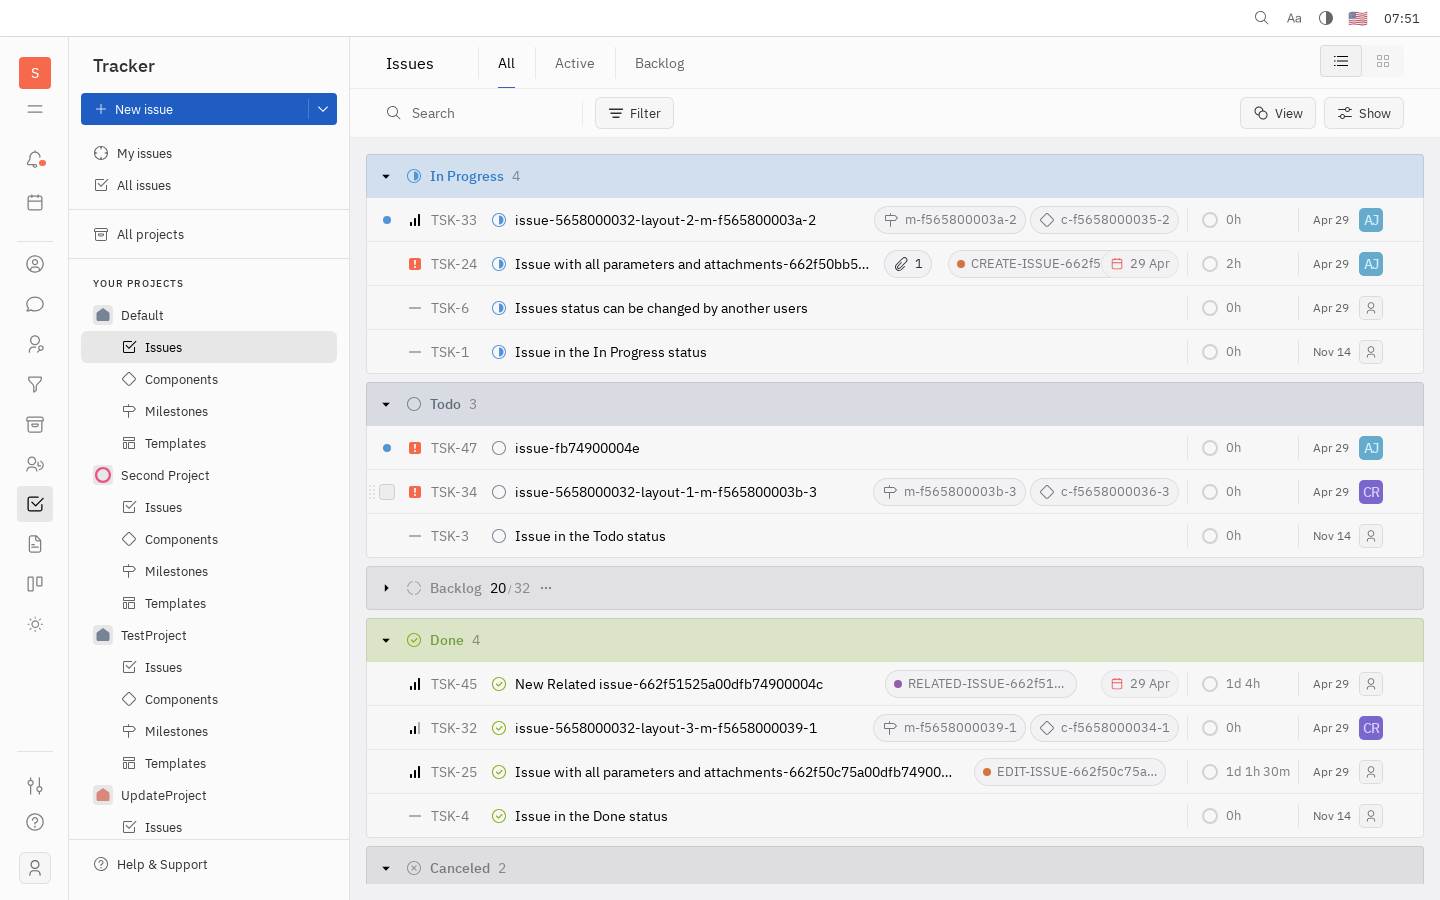 Aa 07:51
S
Tracker
New issue
My issues
All issues
All projects
YOUR PROJECTS
Default
Issues
Components
Milestones
Templates
Second Project
Issues
Components
Milestones
Templates
TestProject
Issues
Components
Milestones
Templates
UpdateProject
Issues
Help & Support
Issues All Active Backlog
Search Filter View Show
In Progress 4
TSK-33 issue-5658000032-layout-2-m-f565800003a-2 m-f565800003a-2 c-f5658000035-2 0h Apr 29 AJ
TSK-24 Issue with all parameters and attachments-662f50bb5... 1 CREATE-ISSUE-662f5 29 Apr 2h Apr 29 AJ
TSK-6 Issues status can be changed by another users 0h Apr 29
TSK-1 Issue in the In Progress status 0h Nov 14
Todo 3
TSK-47 issue-fb74900004e 0h Apr 29 AJ
TSK-34 issue-5658000032-layout-1-m-f565800003b-3 m-f565800003b-3 c-f5658000036-3 0h Apr 29 CR
TSK-3 Issue in the Todo status 0h Nov 14
Backlog 20/32 ...
Done 4
TSK-45 New Related issue-662f51525a00dfb74900004c RELATED-ISSUE-662f51... 29 Apr 1d 4h Apr 29
TSK-32 issue-5658000032-layout-3-m-f5658000039-1 m-f5658000039-1 c-f5658000034-1 0h Apr 29 CR
TSK-25 Issue with all parameters and attachments-662f50c75a00dfb74900... EDIT-ISSUE-662f50c75a... 1d 1h 30m Apr 29
TSK-4 Issue in the Done status 0h Nov 14
Canceled 2